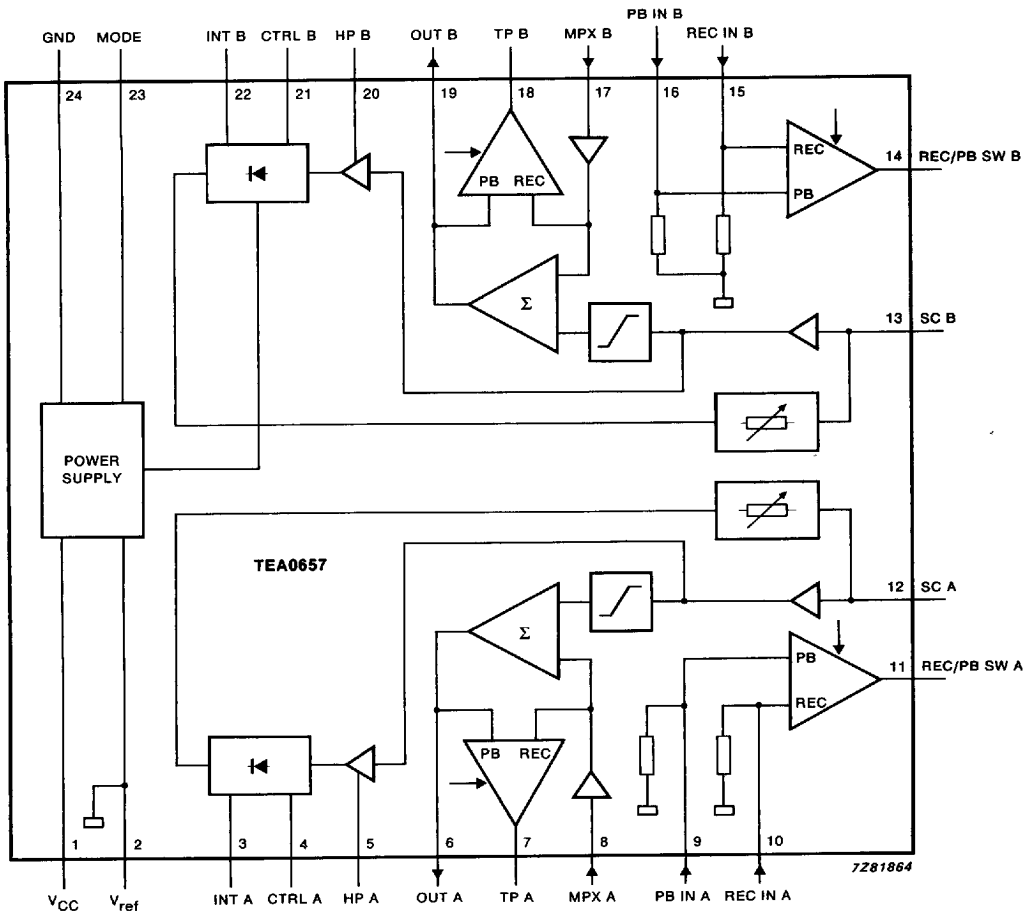 PB IN B
GND MODE INT B CTRL B HP B OUT B TP B MPX B REC IN B
24 23 22 21 20 19 18 17 16 15
REC
14 REC/PB SW B
PB REC
PB
Σ
13 SC B
POWER
SUPPLY
TEA0657
12 SC A
Σ
PB
11 REC/PB SW A
REC
PB REC
1 2 3 4 5 6 7 8 9 10
7Z81864
VCC Vref INT A CTRL A HP A OUT A TP A MPX A PB IN A REC IN A